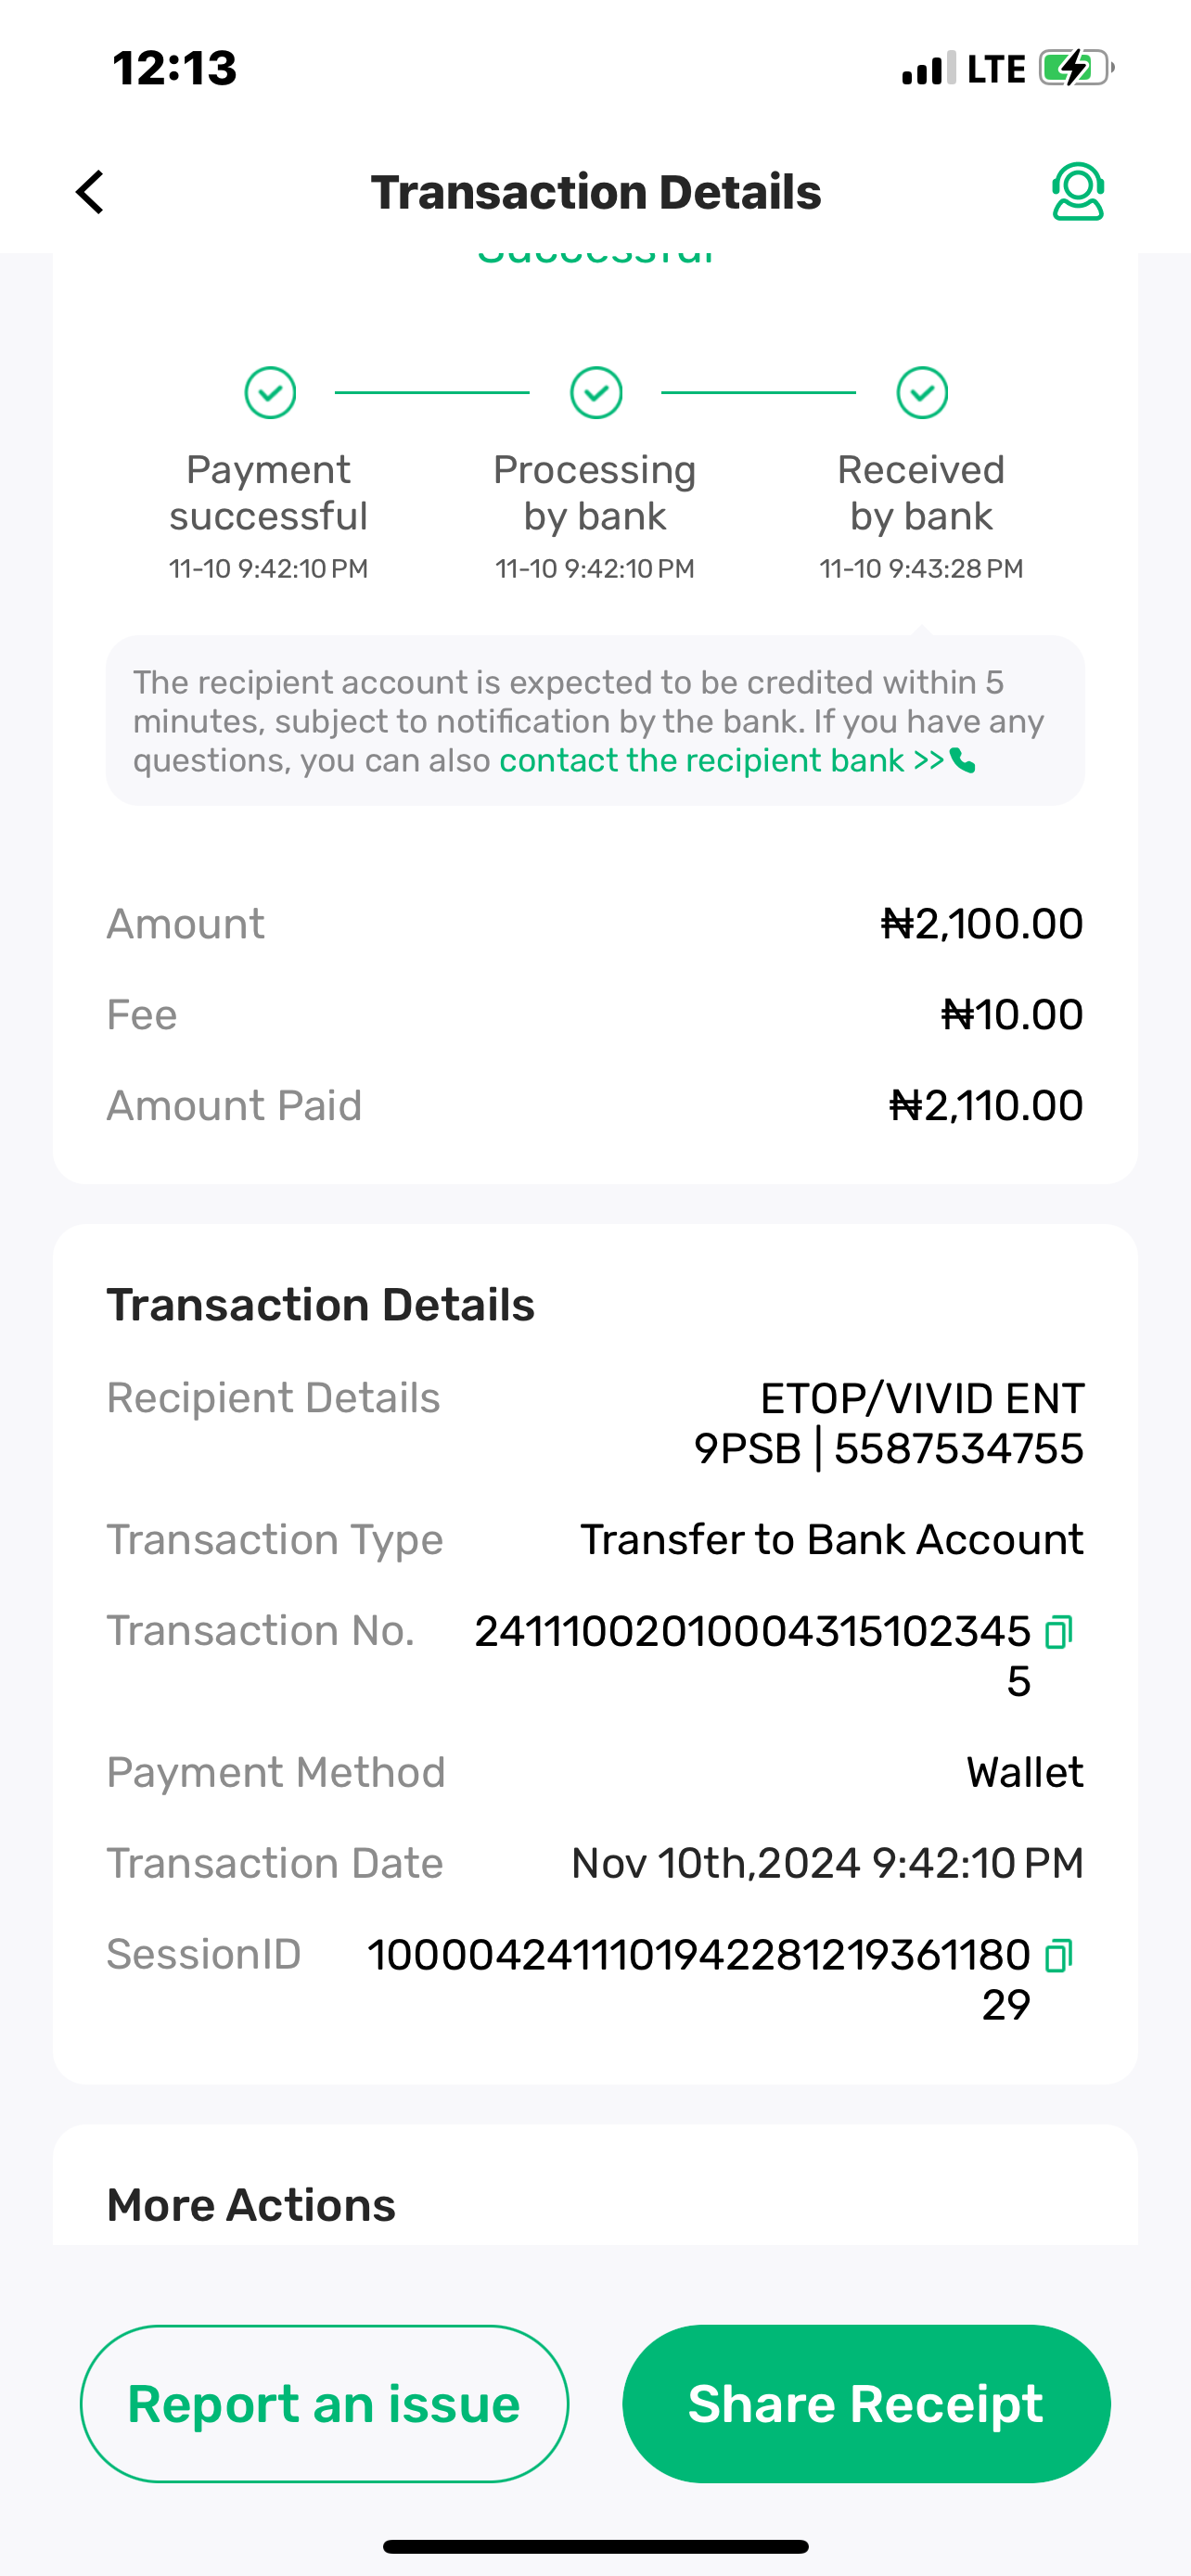 12:13
LTE
Transaction Details
Successful
Payment successful
11-10 9:42:10 PM
Processing by bank
11-10 9:42:10 PM
Received by bank
11-10 9:43:28 PM
The recipient account is expected to be credited within 5
minutes, subject to notification by the bank. If you have any
questions, you can also contact the recipient bank >>
Amount ₦2,100.00
Fee ₦10.00
Amount Paid ₦2,110.00
Transaction Details
Recipient Details ETOP/VIVID ENT
9PSB | 5587534755
Transaction Type Transfer to Bank Account
Transaction No. 24111002010004315102345
5
Payment Method Wallet
Transaction Date Nov 10th,2024 9:42:10 PM
SessionID 1000042411101942281219361180
29
More Actions
Report an issue
Share Receipt